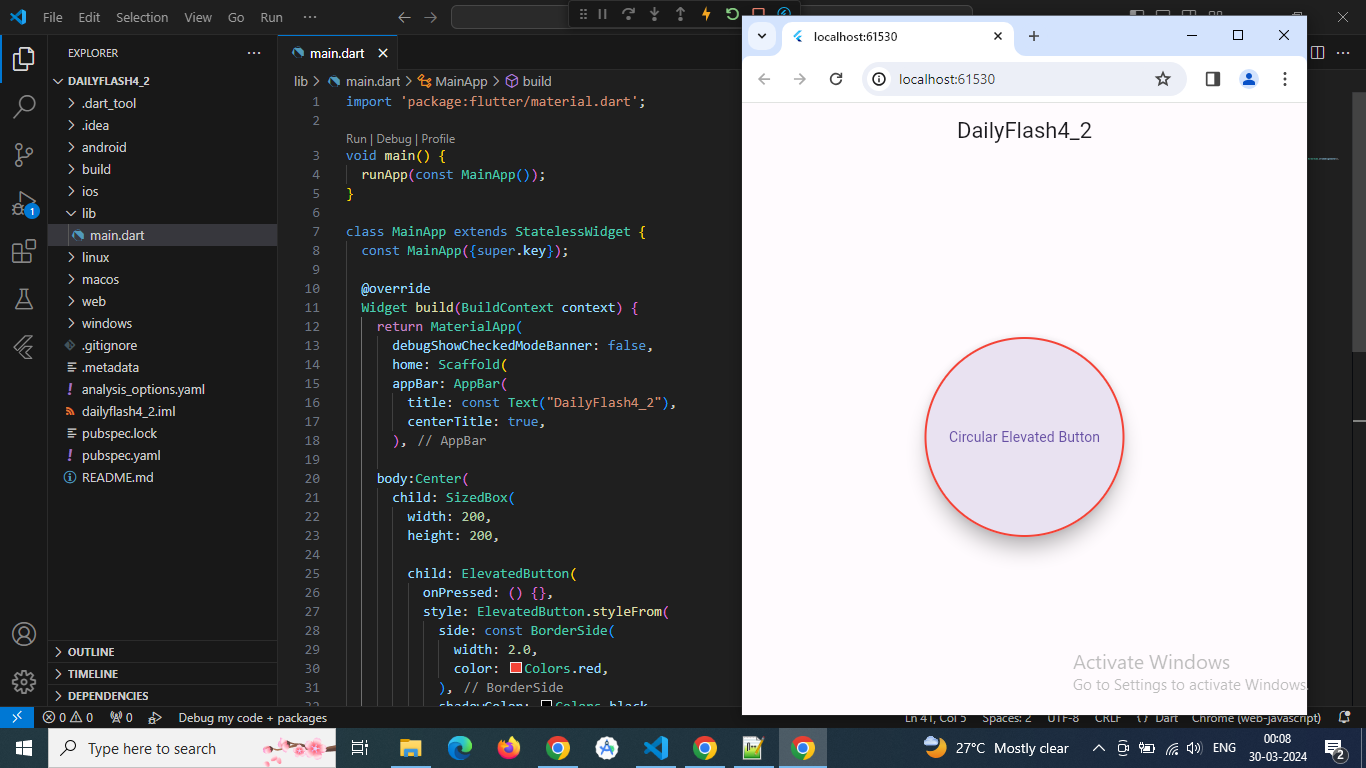 File Edit Selection View Go Run ···
EXPLORER ···
DAILYFLASH4_2
.dart_tool
.idea
android
build
ios
lib
main.dart
linux
macos
web
windows
.gitignore
.metadata
analysis_options.yaml
dailyflash4_2.iml
pubspec.lock
pubspec.yaml
README.md
OUTLINE
TIMELINE
DEPENDENCIES
1
main.dart
lib > main.dart > MainApp > build
1 import 'package:flutter/material.dart';
2
Run | Debug | Profile
3 void main() {
4 runApp(const MainApp());
5 }
6
7 class MainApp extends StatelessWidget {
8 const MainApp({super.key});
9
10 @override
11 Widget build(BuildContext context) {
12 return MaterialApp(
13 debugShowCheckedModeBanner: false,
14 home: Scaffold(
15 appBar: AppBar(
16 title: const Text("DailyFlash4_2"),
17 centerTitle: true,
18 ), // AppBar
19
20 body:Center(
21 child: SizedBox(
22 width: 200,
23 height: 200,
24
25 child: ElevatedButton(
26 onPressed: () {},
27 style: ElevatedButton.styleFrom(
28 side: const BorderSide(
29 width: 2.0,
30 color: Colors.red,
31 ), // BorderSide
32 shadowColor: Colors.black
localhost:61530
localhost:61530
DailyFlash4_2
Circular Elevated Button
Activate Windows
Go to Settings to activate Windows.
0 0 0 Debug my code + packages
Ln 41, Col 5 Spaces: 2 UTF-8 CRLF { } Dart Chrome (web-javascript)
Type here to search
27°C Mostly clear
ENG
00:08
30-03-2024
2